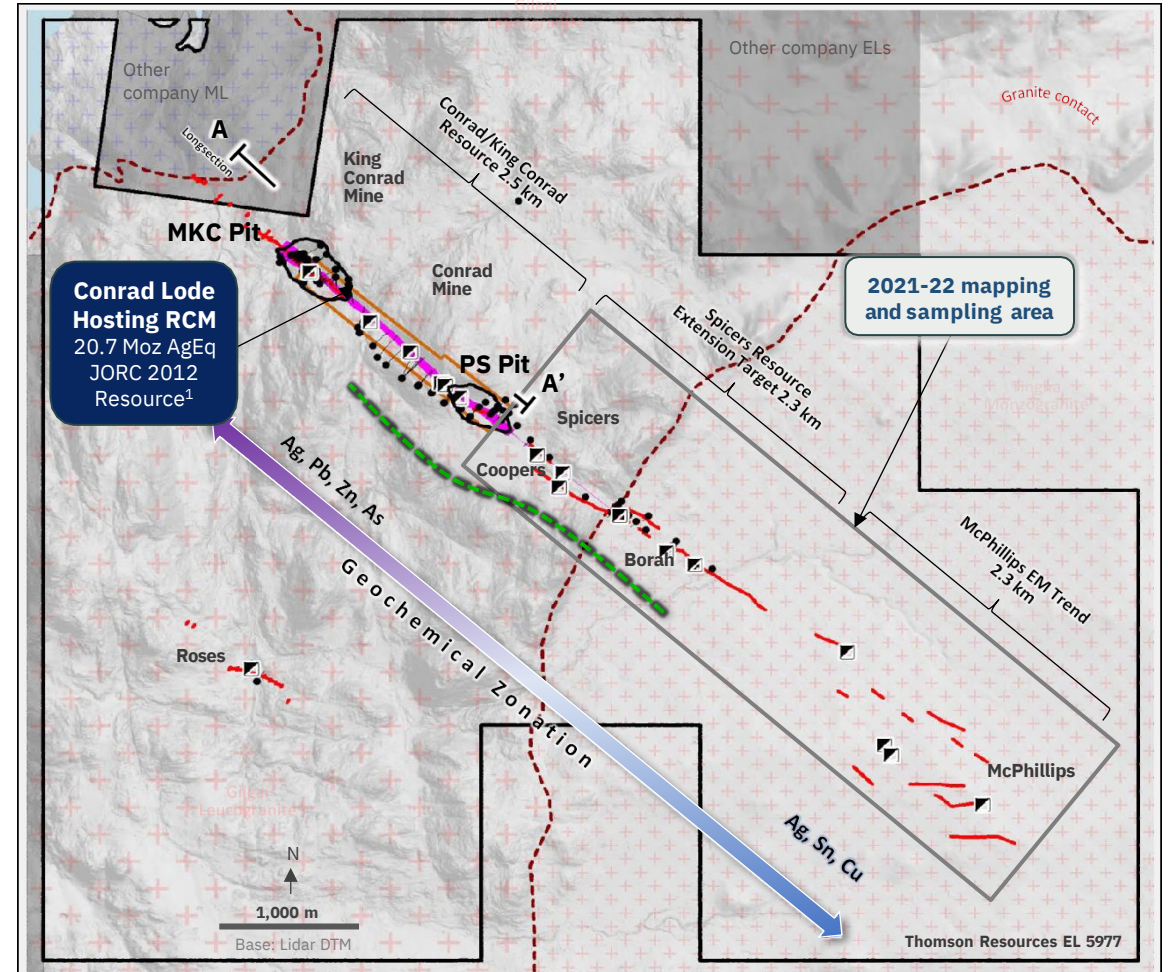 Gilen
Leucogranite
Other company ELs
Other
company ML
Granite contact
A
Longsection
Conrad/King Conrad
Resource 2.5 km
King
Conrad
Mine
MKC Pit
Conrad
Mine
Conrad Lode
Hosting RCM
20.7 Moz AgEq
JORC 2012
Resource¹
2021-22 mapping
and sampling area
Spicers Resource
Extension Target 2.3 km
PS Pit
A’
Spicers
Coopers
Ag, Pb, Zn, As
McPhillips EM Trend
2.3 km
Borah
Geochemical Zonation
Roses
McPhillips
Gilen
Leucogranite
Ag, Sn, Cu
N
1,000 m
Base: Lidar DTM
Thomson Resources EL 5977